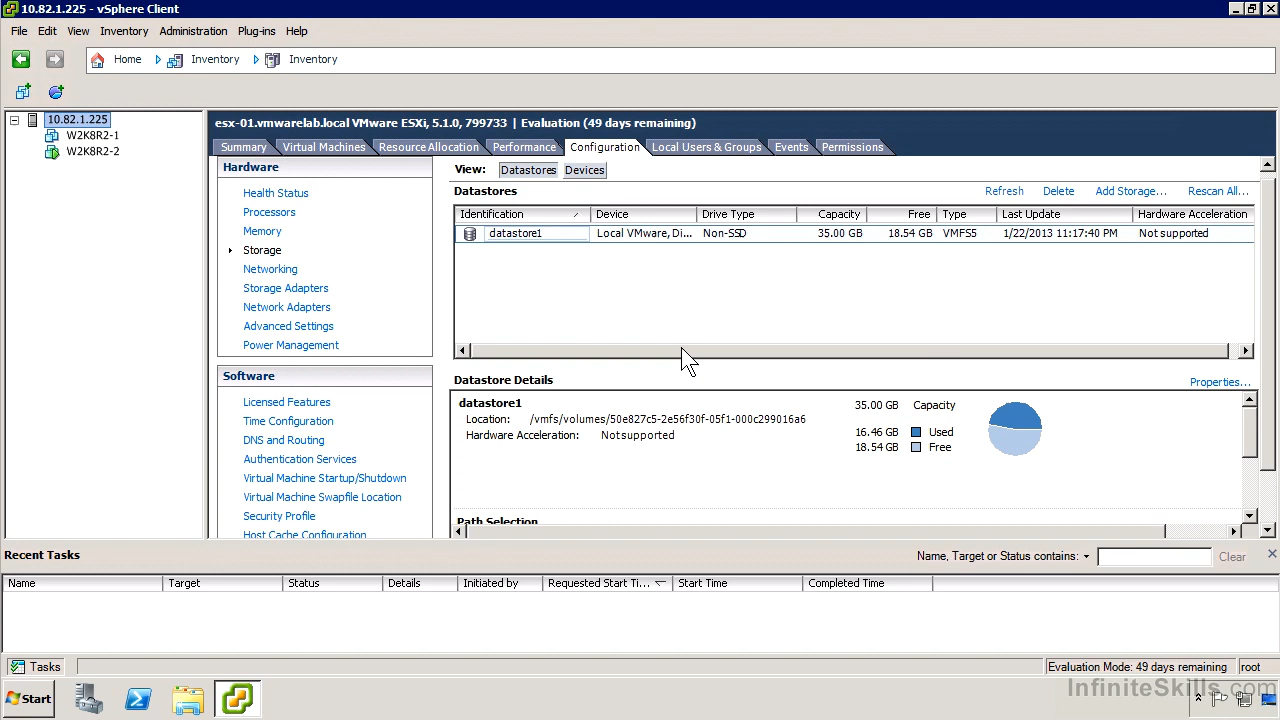 10.82.1.225 - vSphere Client
File Edit View Inventory Administration Plug-ins Help
Home Inventory Inventory
10.82.1.225
W2K8R2-1
W2K8R2-2
esx-01.vmwarelab.local VMware ESXi, 5.1.0, 799733 | Evaluation (49 days remaining)
Summary Virtual Machines Resource Allocation Performance Configuration Local Users & Groups Events Permissions
Hardware
Health Status
Processors
Memory
Storage
Networking
Storage Adapters
Network Adapters
Advanced Settings
Power Management
Software
Licensed Features
Time Configuration
DNS and Routing
Authentication Services
Virtual Machine Startup/Shutdown
Virtual Machine Swapfile Location
Security Profile
Host Cache Configuration
View: Datastores Devices
Datastores Refresh Delete Add Storage... Rescan All...
Identification Device Drive Type Capacity Free Type Last Update Hardware Acceleration
datastore1 Local VMware, Di... Non-SSD 35.00 GB 18.54 GB VMFS5 1/22/2013 11:17:40 PM Not supported
Datastore Details Properties...
datastore1 35.00 GB Capacity
Location: /vmfs/volumes/50e827c5-2e56f30f-05f1-000c299016a6
Hardware Acceleration: Not supported
16.46 GB Used
18.54 GB Free
Path Selection
Recent Tasks Name, Target or Status contains: Clear
Name Target Status Details Initiated by Requested Start Ti... Start Time Completed Time
Tasks Evaluation Mode: 49 days remaining root
Start
InfiniteSkills.com